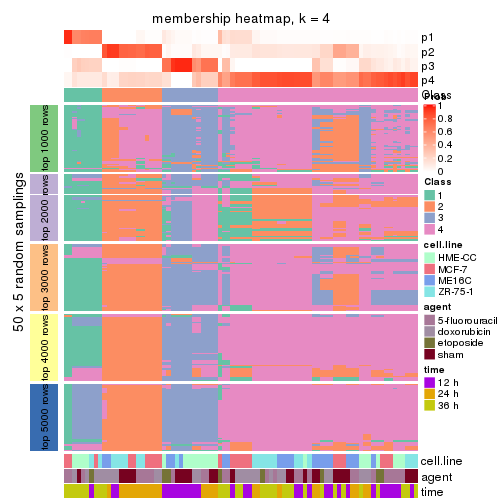 membership heatmap, k = 4
p1
p2
p3
p4
Class
1
0.8
0.6
0.4
0.2
0
Class
1
2
3
4
cell.line
HME-CC
MCF-7
ME16C
ZR-75-1
agent
5-fluorouracil
doxorubicin
etoposide
sham
time
12 h
24 h
36 h
50 x 5 random samplings
top 1000 rows
top 2000 rows
top 3000 rows
top 4000 rows
top 5000 rows
cell.line
agent
time